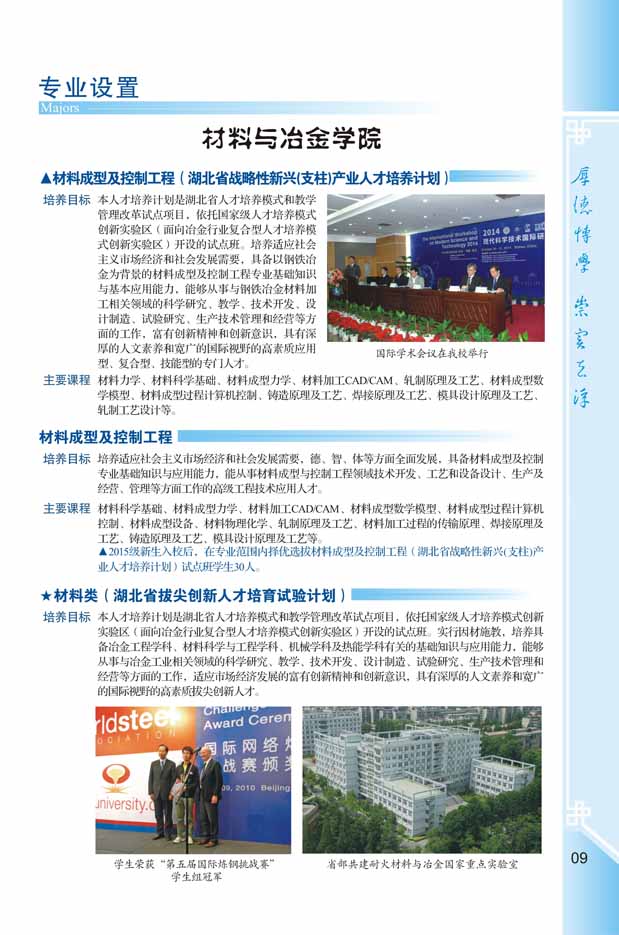 专业设置
Majors
材料与冶金学院
▲材料成型及控制工程（湖北省战略性新兴(支柱)产业人才培养计划）
培养目标 本人才培养计划是湖北省人才培养模式和教学
管理改革试点项目，依托国家级人才培养模式
创新实验区（面向冶金行业复合型人才培养模
式创新实验区）开设的试点班。培养适应社会
主义市场经济和社会发展需要，具备以钢铁冶
金为背景的材料成型及控制工程专业基础知识
与基本应用能力，能够从事与钢铁冶金材料加
工相关领域的科学研究、教学、技术开发、设
计制造、试验研究、生产技术管理和经营等方
面的工作，富有创新精神和创新意识，具有深
厚的人文素养和宽广的国际视野的高素质应用
型、复合型、技能型的专门人才。
The International Workshop
on Modern Science and
Technology 2014
2014
现代科学技术国际研
国际学术会议在我校举行
主要课程 材料力学、材料科学基础、材料成型力学、材料加工CAD/CAM、轧制原理及工艺、材料成型数
学模型、材料成型过程计算机控制、铸造原理及工艺、焊接原理及工艺、模具设计原理及工艺、
轧制工艺设计等。
材料成型及控制工程
培养目标 培养适应社会主义市场经济和社会发展需要，德、智、体等方面全面发展，具备材料成型及控制
专业基础知识与应用能力，能从事材料成型与控制工程领域技术开发、工艺和设备设计、生产及
经营、管理等方面工作的高级工程技术应用人才。
主要课程 材料科学基础、材料成型力学、材料加工CAD/CAM、材料成型数学模型、材料成型过程计算机
控制、材料成型设备、材料物理化学、轧制原理及工艺、材料加工过程的传输原理、焊接原理及
工艺、铸造原理及工艺、模具设计原理及工艺等。
▲2015级新生入校后，在专业范围内择优选拔材料成型及控制工程（湖北省战略性新兴(支柱)产
业人才培养计划）试点班学生30人。
★材料类（湖北省拔尖创新人才培育试验计划）
培养目标 本人才培养计划是湖北省人才培养模式和教学管理改革试点项目，依托国家级人才培养模式创新
实验区（面向冶金行业复合型人才培养模式创新实验区）开设的试点班。实行因材施教，培养具
备冶金工程学科、材料科学与工程学科、机械学科及热能学科有关的基础知识与应用能力，能够
从事与冶金工业相关领域的科学研究、教学、技术开发、设计制造、试验研究、生产技术管理和
经营等方面的工作，适应市场经济发展的富有创新精神和创新意识，具有深厚的人文素养和宽广
的国际视野的高素质拔尖创新人才。
rldsteel
OCIATION
university.
Challenge
Award Cerem
国际网络炼
战赛颁奖
09, 2010 Beijing
学生荣获“第五届国际炼钢挑战赛”
学生组冠军
省部共建耐火材料与冶金国家重点实验室
厚德博学 崇实去浮
09